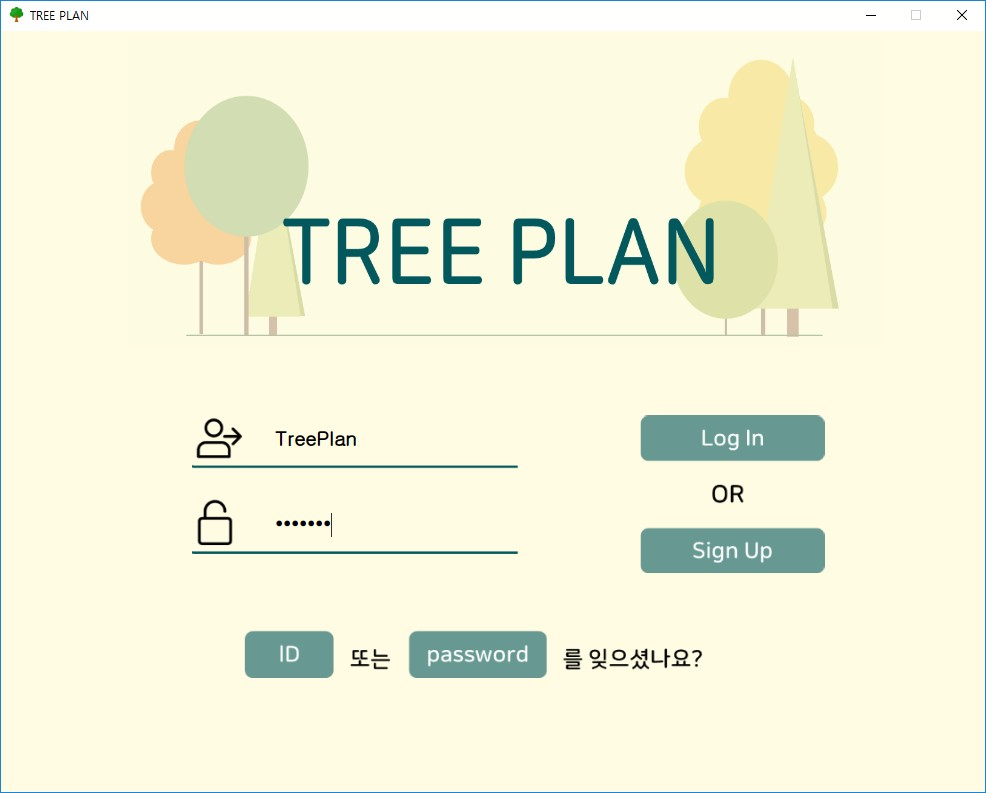 TREE PLAN
TREE PLAN
TreePlan
•••••••
Log In
OR
Sign Up
ID 또는 password 를 잊으셨나요?